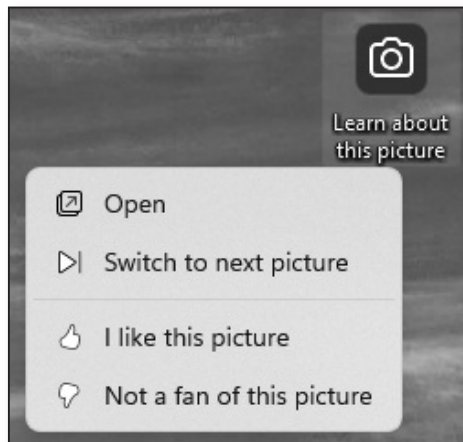 Learn about
this picture
Open
Switch to next picture
I like this picture
Not a fan of this picture